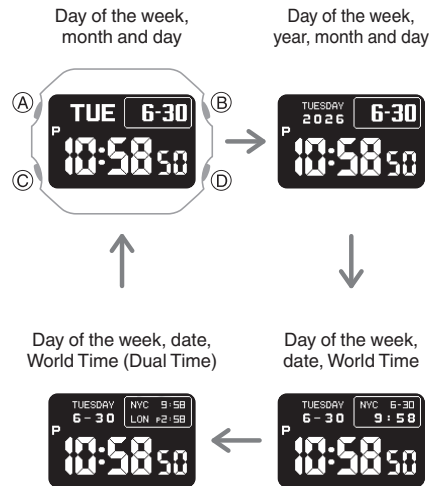 Day of the week,
month and day
Day of the week,
year, month and day
A
B
C
D
TUE 6-30
P
10:58 50
TUESDAY
2026
6-30
P
10:58 50
Day of the week, date,
World Time (Dual Time)
Day of the week,
date, World Time
TUESDAY
6-30
NYC 9:58
LON P2:58
P
10:58 50
TUESDAY
6-30
NYC 6-30
9:58
P
10:58 50